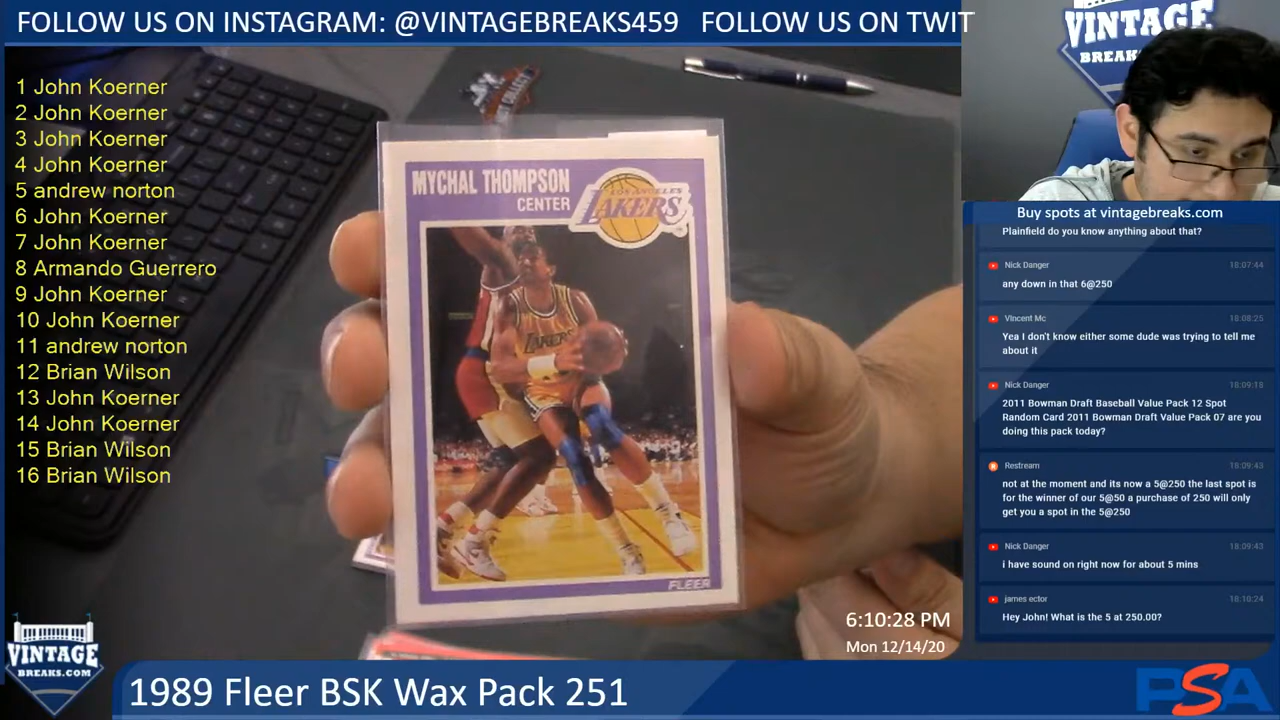 FOLLOW US ON INSTAGRAM: @VINTAGEBREAKS459 FOLLOW US ON TWIT
VINTAGE
BREAK
1 John Koerner
2 John Koerner
3 John Koerner
4 John Koerner
5 andrew norton
6 John Koerner
7 John Koerner
8 Armando Guerrero
9 John Koerner
10 John Koerner
11 andrew norton
12 Brian Wilson
13 John Koerner
14 John Koerner
15 Brian Wilson
16 Brian Wilson
MYCHAL THOMPSON
CENTER
LOS ANGELES
LAKERS
LAKERS
FLEER
Buy spots at vintagebreaks.com
Plainfield do you know anything about that?
Nick Danger 18:07:44
any down in that 6@250
VIncent Mc 18:08:25
Yea I don't know either some dude was trying to tell me
about it
Nick Danger 18:09:18
2011 Bowman Draft Baseball Value Pack 12 Spot
Random Card 2011 Bowman Draft Value Pack 07 are you
doing this pack today?
Restream 18:09:43
not at the moment and its now a 5@250 the last spot is
for the winner of our 5@50 a purchase of 250 will only
get you a spot in the 5@250
Nick Danger 18:09:43
i have sound on right now for about 5 mins
james ector 18:10:24
Hey John! What is the 5 at 250.00?
6:10:28 PM
Mon 12/14/20
VINTAGE
BREAKS.COM
1989 Fleer BSK Wax Pack 251
PSA